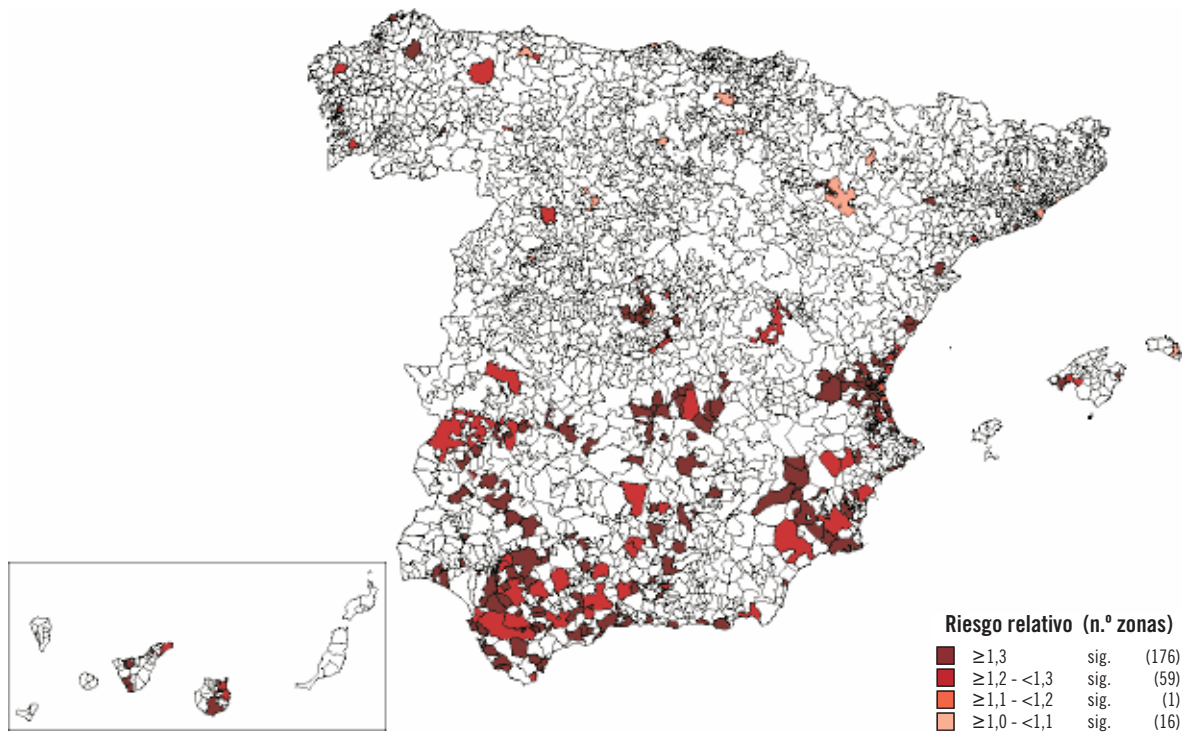 Riesgo relativo (n.º zonas)
≥1,3 sig. (176)
≥1,2 - <1,3 sig. (59)
≥1,1 - <1,2 sig. (1)
≥1,0 - <1,1 sig. (16)